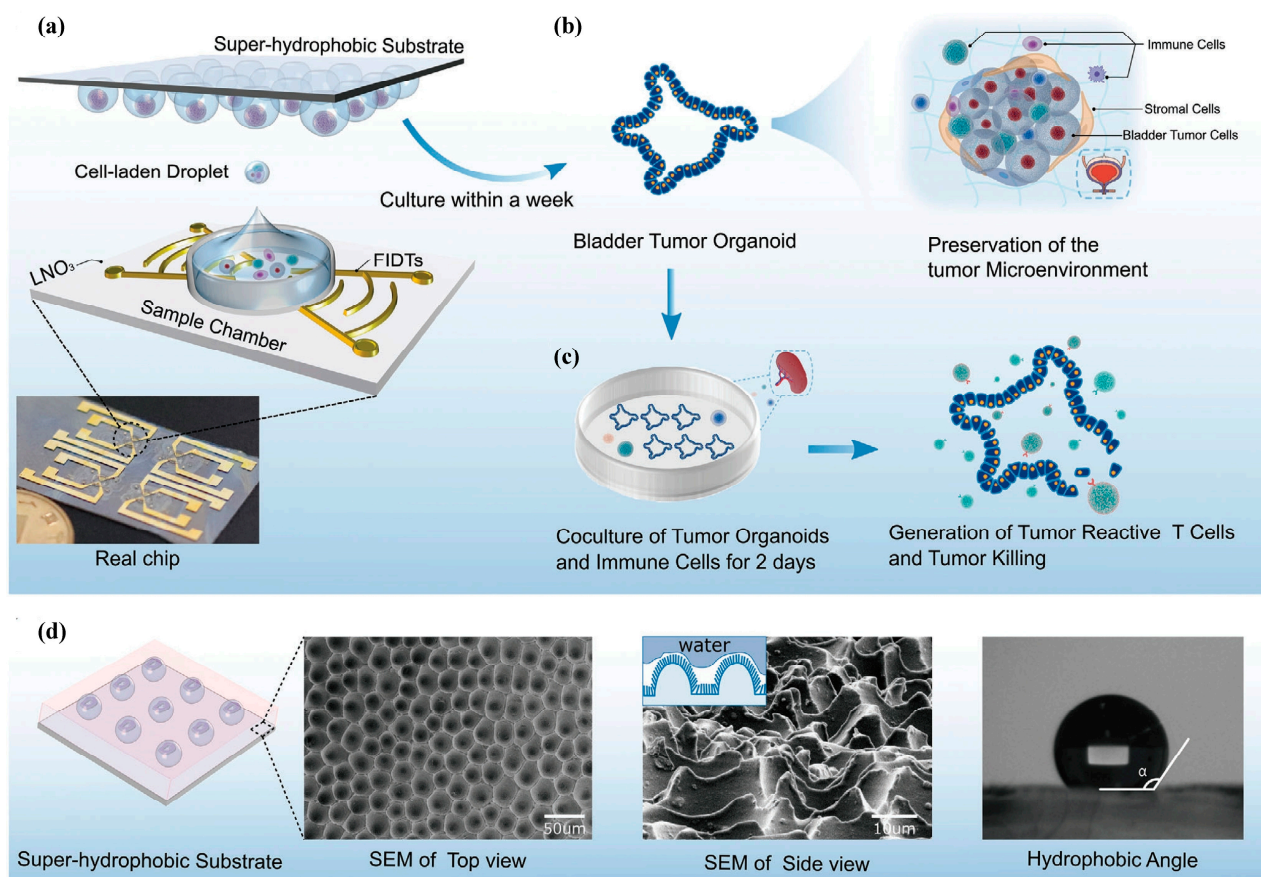 (a)
Super-hydrophobic Substrate
Cell-laden Droplet
Culture within a week
LNO3
FIDTs
Sample Chamber
Real chip
(b)
Bladder Tumor Organoid
Immune Cells
Stromal Cells
Bladder Tumor Cells
Preservation of the
tumor Microenvironment
(c)
Coculture of Tumor Organoids
and Immune Cells for 2 days
Generation of Tumor Reactive T Cells
and Tumor Killing
(d)
Super-hydrophobic Substrate
50um
SEM of Top view
water
10um
SEM of Side view
α
Hydrophobic Angle